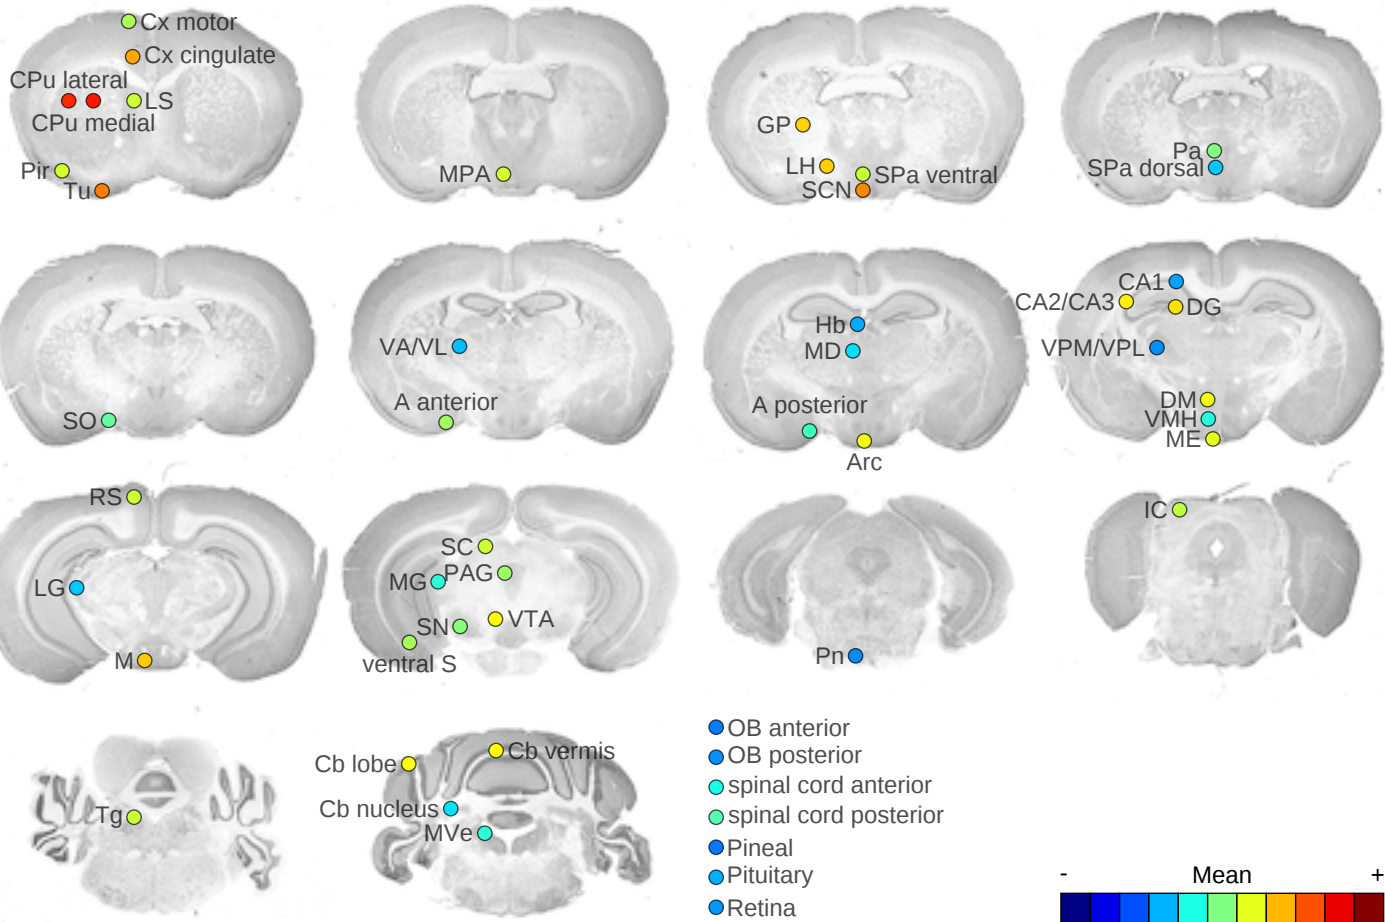 Cx motor
Cx cingulate
CPu lateral
LS
CPu medial
Pir
Tu
MPA
GP
LH
SPa ventral
SCN
Pa
SPa dorsal
SO
VA/VL
A anterior
Hb
MD
A posterior
Arc
CA1
CA2/CA3
DG
VPM/VPL
DM
VMH
ME
RS
LG
M
SC
MG
PAG
SN
VTA
ventral S
Pn
IC
Tg
Cb lobe
Cb vermis
Cb nucleus
MVe
OB anterior
OB posterior
spinal cord anterior
spinal cord posterior
Pineal
Pituitary
Retina
- Mean +